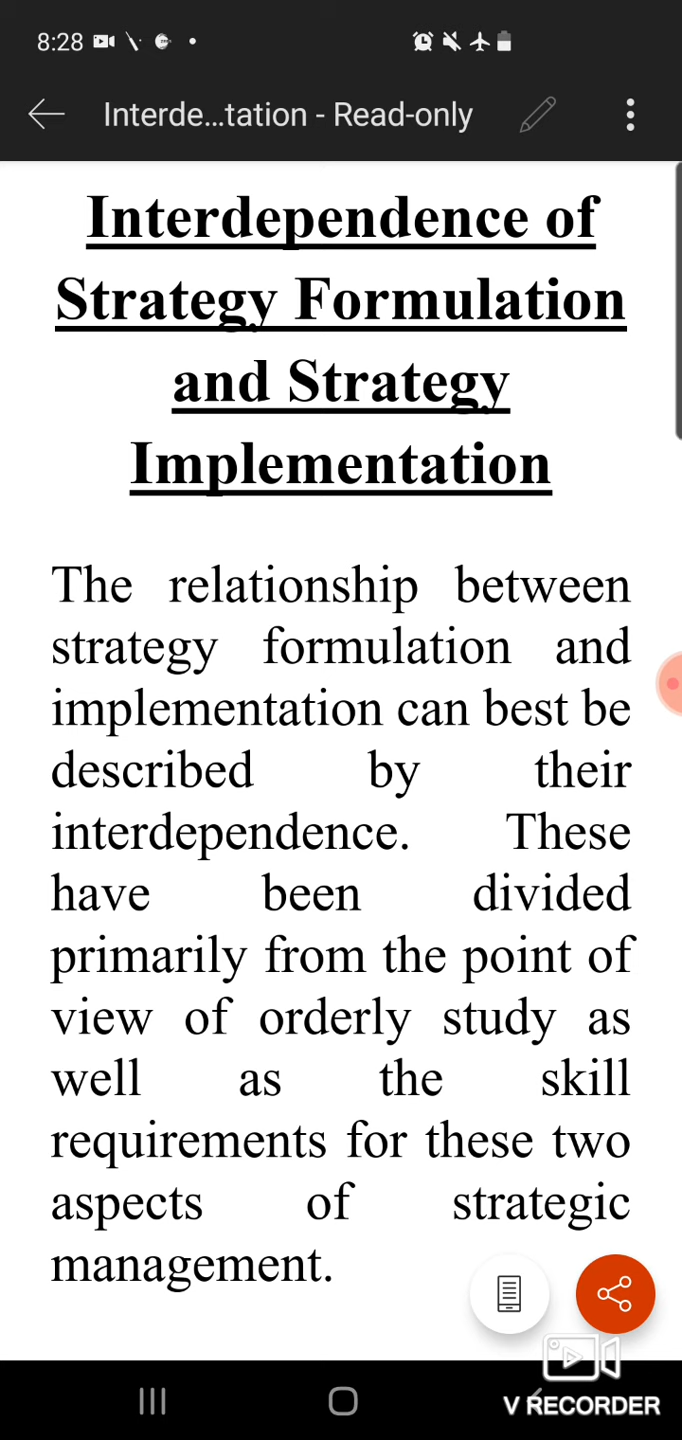 8:28
Interde...tation - Read-only
Interdependence of
Strategy Formulation
and Strategy
Implementation
The relationship between
strategy formulation and
implementation can best be
described by their
interdependence. These
have been divided
primarily from the point of
view of orderly study as
well as the skill
requirements for these two
aspects of strategic
management.
V RECORDER